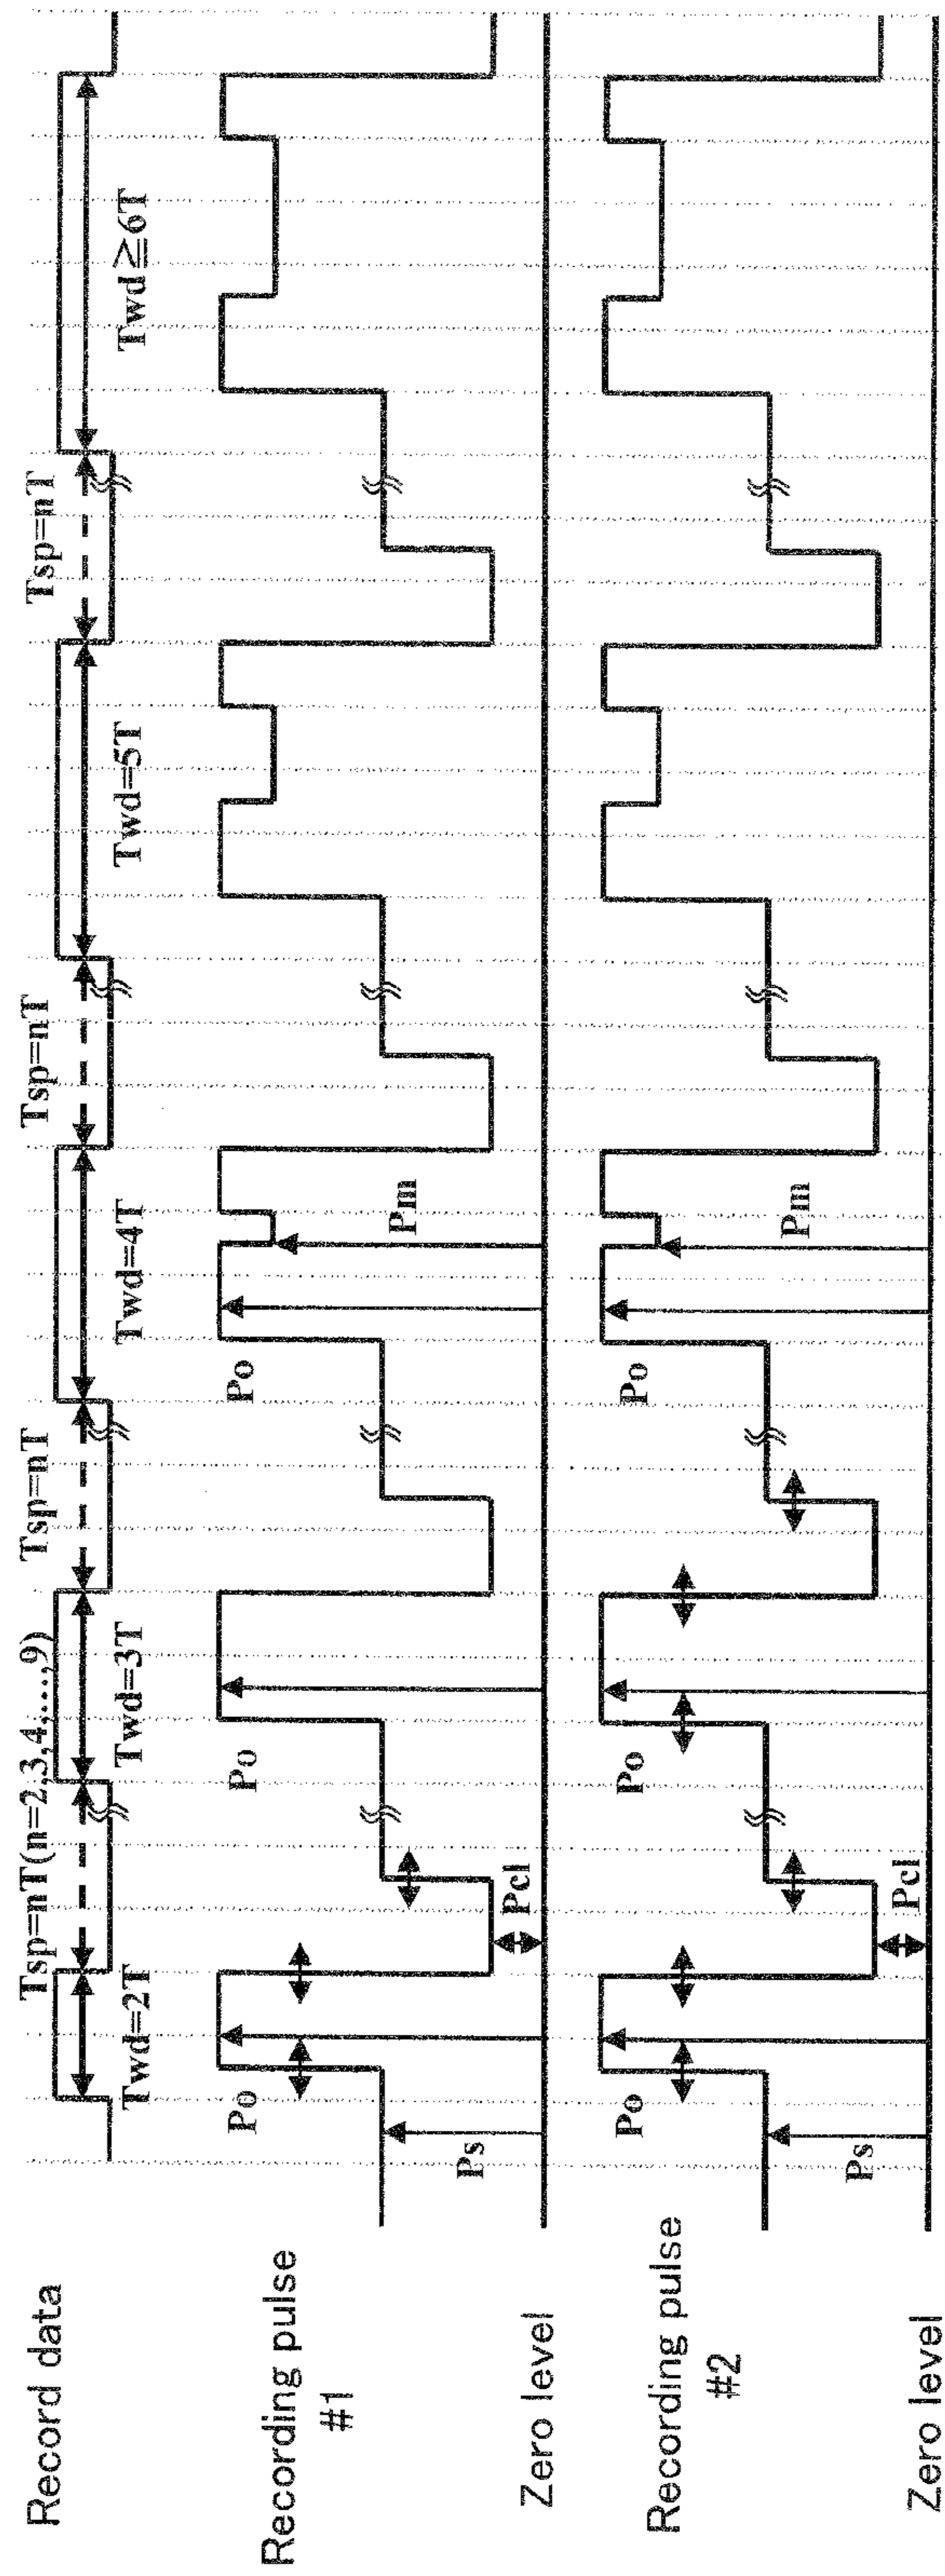 Record data
Twd=2T
Tsp=nT(n=2,3,4,...,9)
Twd=3T
Tsp=nT
Twd=4T
Tsp=nT
Twd=5T
Tsp=nT
Twd≧6T
Recording pulse
#1
Ps
Po
Pcl
Po
Po
Pm
Zero level
Recording pulse
#2
Ps
Po
Pcl
Po
Po
Pm
Zero level